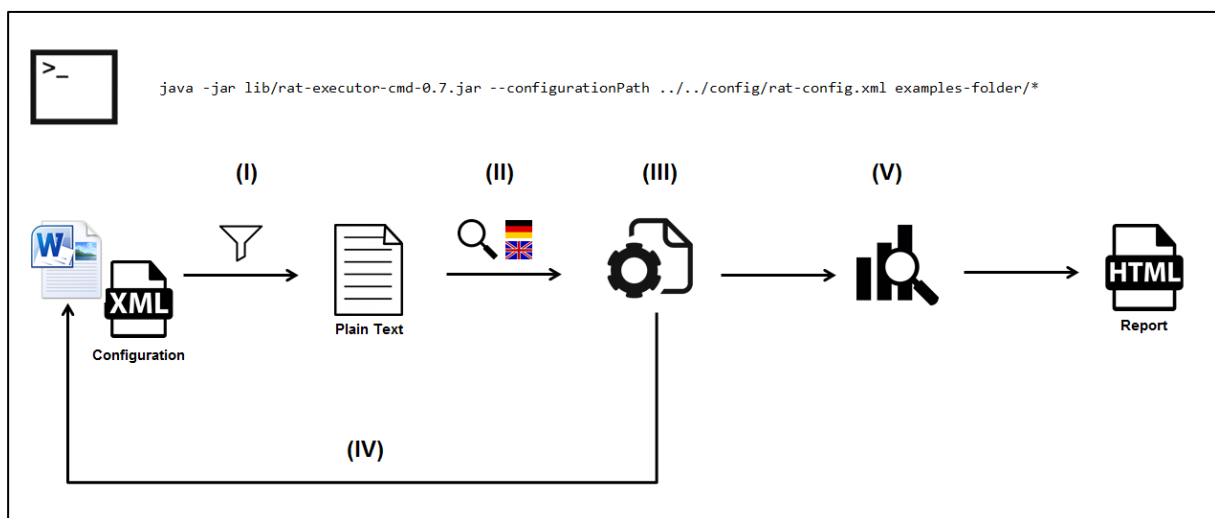 >_
java -jar lib/rat-executor-cmd-0.7.jar --configurationPath ../../config/rat-config.xml examples-folder/*
(I)
(II)
(III)
(V)
W
XML
HTML
Plain Text
Report
Configuration
(IV)